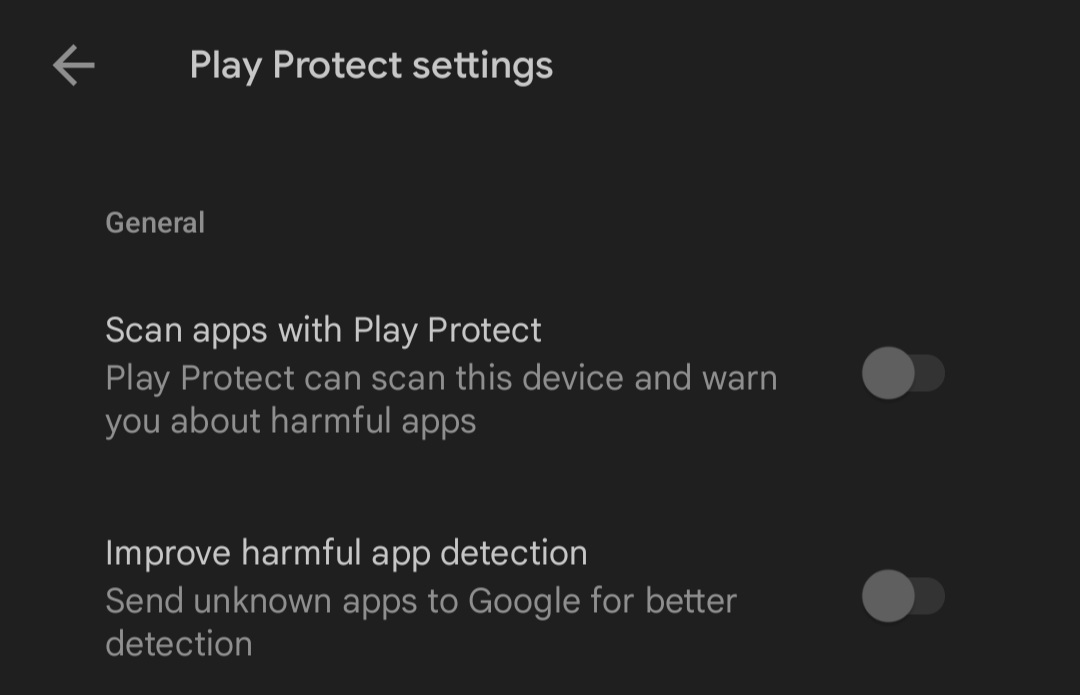 Play Protect settings
General
Scan apps with Play Protect
Play Protect can scan this device and warn
you about harmful apps
Improve harmful app detection
Send unknown apps to Google for better
detection